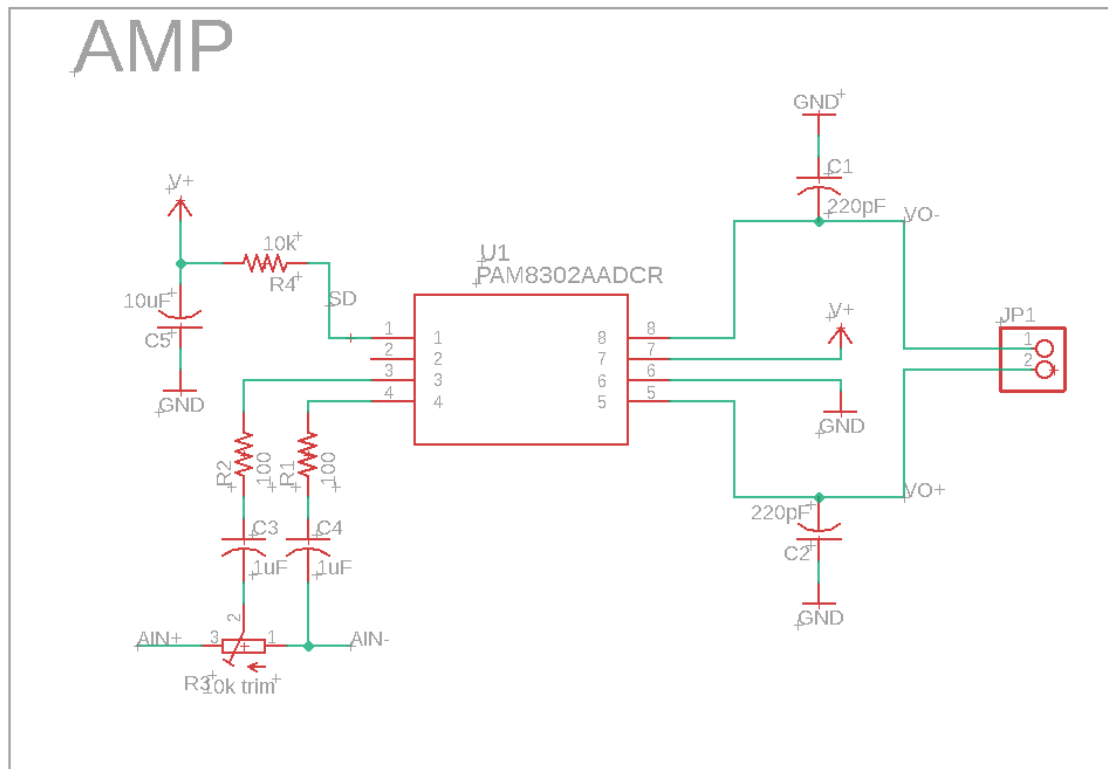 AMP
GND
C1
220pF
VO-
V+
10k
R4
U1
PAM8302AADCR
10uF
C5
SD
V+
JP1
1
2
1
2
3
4
1
2
3
4
8
7
6
5
8
7
6
5
GND
GND
R2
100
R1
100
VO+
220pF
C2
C3
1uF
C4
1uF
GND
2
AIN+
3
1
AIN-
R3
10k trim